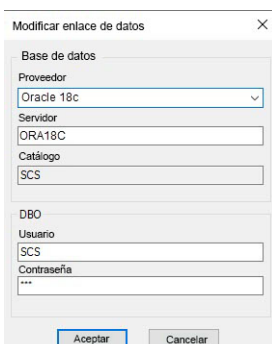 Modificar enlace de datos
Base de datos
Proveedor
Oracle 18c
Servidor
ORA18C
Catálogo
SCS
DBO
Usuario
SCS
Contraseña
***
Aceptar Cancelar